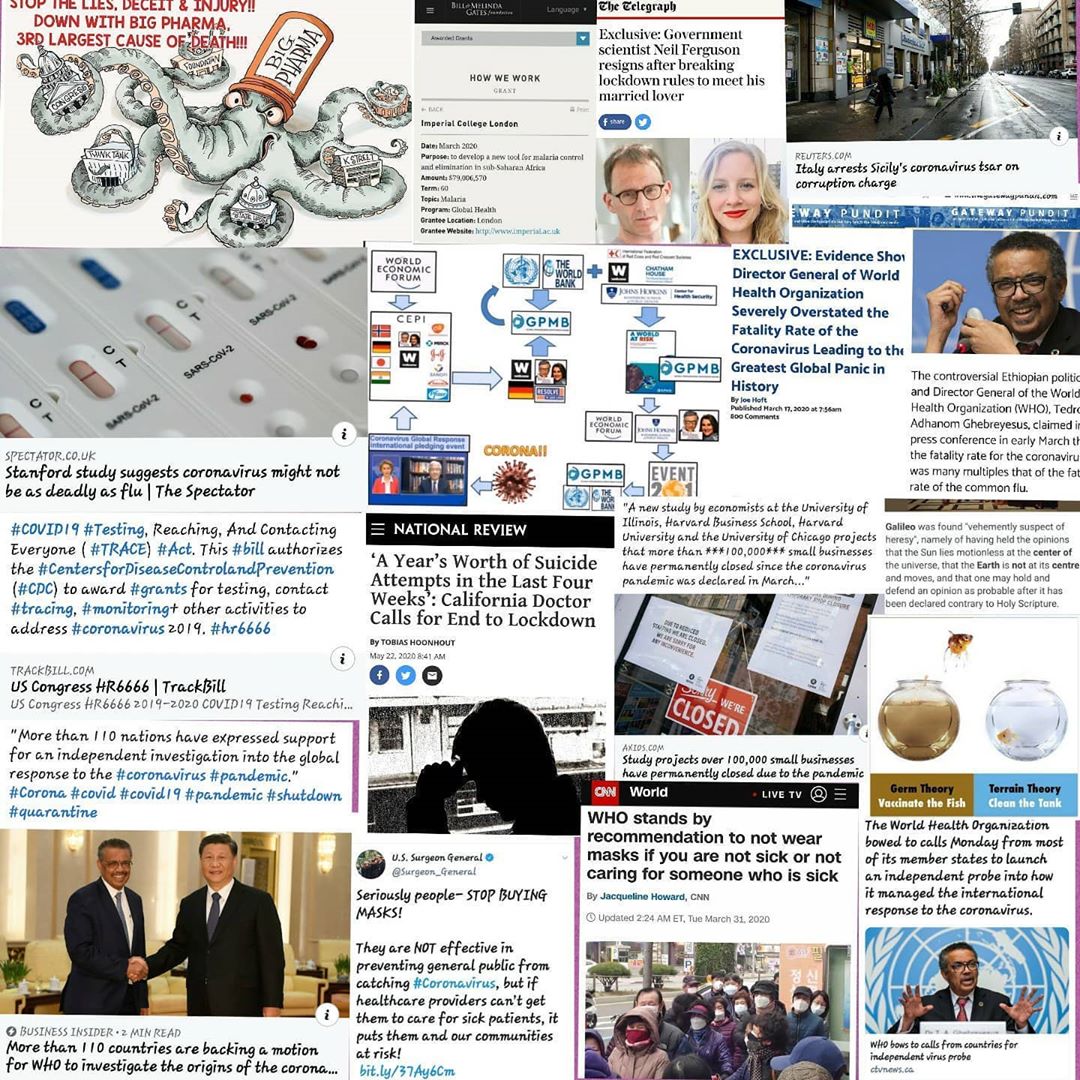 STOP THE LIES, DECEIT & INJURY!!
DOWN WITH BIG PHARMA,
3RD LARGEST CAUSE OF DEATH!!!
BIG
PHARMA
FOUNDATION
CONGRESS
THINK TANK
K STREET
BILL & MELINDA
GATES foundation
Language
Awarded Grants
HOW WE WORK
GRANT
BACK
Print
Imperial College London
Date: March 2020
Purpose: to develop a new tool for malaria control
and elimination in sub-Saharan Africa
Amount: $79,006,570
Term: 60
Topic: Malaria
Program: Global Health
Grantee Location: London
Grantee Website: http://www.imperial.ac.uk
The Telegraph
Exclusive: Government
scientist Neil Ferguson
resigns after breaking
lockdown rules to meet his
married lover
share
REUTERS.COM
Italy arrests Sicily's coronavirus tsar on
corruption charge
EWAY PUNDIT
GATEWAY PUNDIT
EXCLUSIVE: Evidence Show
Director General of World
Health Organization
Severely Overstated the
Fatality Rate of the
Coronavirus Leading to the
Greatest Global Panic in
History
By Joe Hoft
Published March 17, 2020 at 7:56am
800 Comments
The controversial Ethiopian politic
and Director General of the World
Health Organization (WHO), Tedro
Adhanom Ghebreyesus, claimed in
press conference in early March th
the fatality rate for the coronaviru
was many multiples that of the fat
rate of the common flu.
C
T
SARS-CoV-2
C
T
SARS-CoV-2
SARS-CoV-2
C
T
SARS-CoV-2
SPECTATOR.CO.UK
Stanford study suggests coronavirus might not
be as deadly as flu | The Spectator
WORLD
ECONOMIC
FORUM
CEPI
W
THE
WORLD
BANK
GPMB
W
RESOLVE
International Federation
of Red Cross and Red Crescent Societies
W
CHATHAM
HOUSE
JOHNS HOPKINS
Center for
Health Security
A WORLD
AT RISK
GPMB
WORLD
ECONOMIC
FORUM
JOHNS HOPKINS
EVENT
201
GPMB
CORONA!!
Coronavirus Global Response
international pledging event
#COVID19 #Testing, Reaching, And Contacting
Everyone ( #TRACE) #Act. This #bill authorizes
the #CentersforDiseaseControlandPrevention
(#CDC) to award #grants for testing, contact
#tracing, #monitoring+ other activities to
address #coronavirus 2019. #hr6666
TRACKBILL.COM
US Congress HR6666 | TrackBill
US Congress HR6666 2019-2020 COVID19 Testing Reachi...
"More than 110 nations have expressed support
for an independent investigation into the global
response to the #coronavirus #pandemic."
#Corona #covid #covid19 #pandemic #shutdown
#quarantine
BUSINESS INSIDER • 2 MIN READ
More than 110 countries are backing a motion
for WHO to investigate the origins of the corona...
NATIONAL REVIEW
'A Year's Worth of Suicide
Attempts in the Last Four
Weeks': California Doctor
Calls for End to Lockdown
By TOBIAS HOONHOUT
May 22, 2020 8:41 AM
U.S. Surgeon General
@Surgeon_General
Seriously people- STOP BUYING
MASKS!
They are NOT effective in
preventing general public from
catching #Coronavirus, but if
healthcare providers can't get
them to care for sick patients, it
puts them and our communities
at risk!
bit.ly/37Ay6Cm
"A new study by economists at the University of
Illinois, Harvard Business School, Harvard
University and the University of Chicago projects
that more than ***100,000*** small businesses
have permanently closed since the coronavirus
pandemic was declared in March..."
DUE TO REDUCED
STAFFING WE ARE CLOSED.
WE ARE SORRY FOR
ANY INCONVENIENCE.
TEMPORARY STORE CLOSURE
Sorry WE'RE
CLOSED
AXIOS.COM
Study projects over 100,000 small businesses
have permanently closed due to the pandemic
CNN World
LIVE TV
WHO stands by
recommendation to not wear
masks if you are not sick or not
caring for someone who is sick
By Jacqueline Howard, CNN
Updated 2:24 AM ET, Tue March 31, 2020
정신
Galileo was found "vehemently suspect of
heresy", namely of having held the opinions
that the Sun lies motionless at the center of
the universe, that the Earth is not at its centre
and moves, and that one may hold and
defend an opinion as probable after it has
been declared contrary to Holy Scripture.
Germ Theory
Vaccinate the Fish
Terrain Theory
Clean the Tank
The World Health Organization
bowed to calls Monday from most
of its member states to launch
an independent probe into how
it managed the international
response to the coronavirus.
WHO bows to calls from countries for
independent virus probe
ctvnews.ca